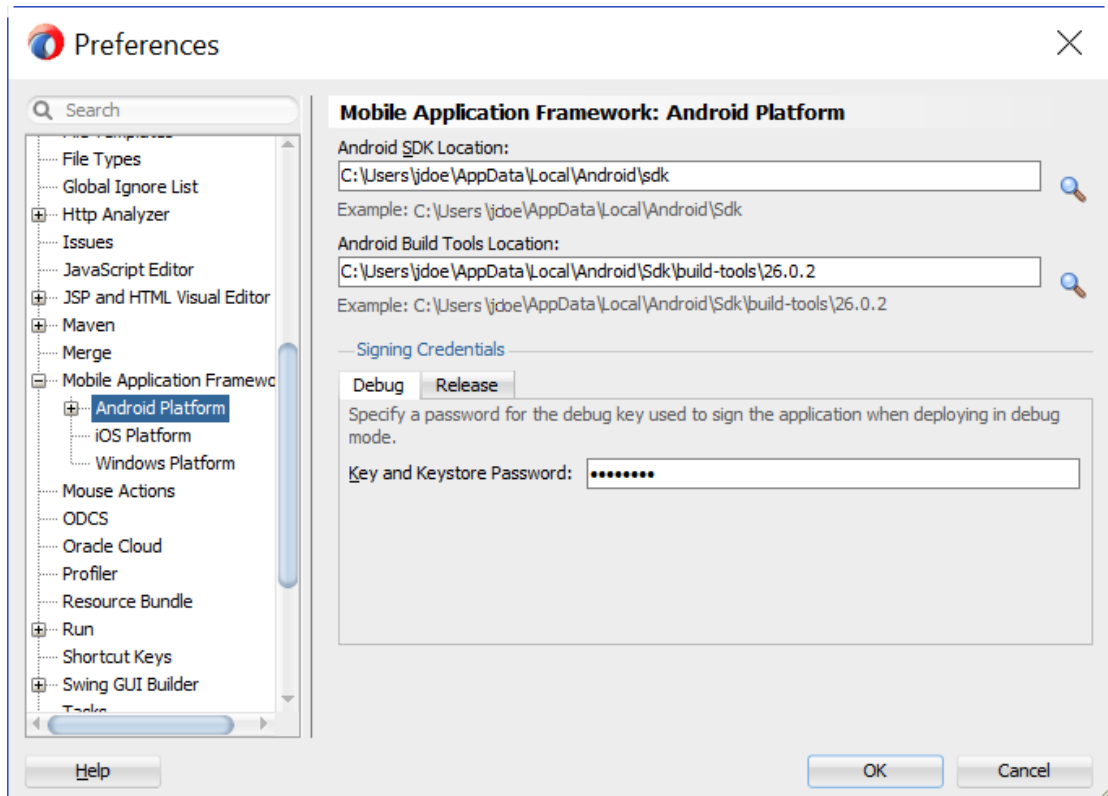 Preferences
Search
File Templates
File Types
Global Ignore List
Http Analyzer
Issues
JavaScript Editor
JSP and HTML Visual Editor
Maven
Merge
Mobile Application Framewo
Android Platform
iOS Platform
Windows Platform
Mouse Actions
ODCS
Oracle Cloud
Profiler
Resource Bundle
Run
Shortcut Keys
Swing GUI Builder
Tasks
Mobile Application Framework: Android Platform
Android SDK Location:
C:\Users\jdoe\AppData\Local\Android\sdk
Example: C:\Users\jdoe\AppData\Local\Android\Sdk
Android Build Tools Location:
C:\Users\jdoe\AppData\Local\Android\Sdk\build-tools\26.0.2
Example: C:\Users\jdoe\AppData\Local\Android\Sdk\build-tools\26.0.2
Signing Credentials
Debug Release
Specify a password for the debug key used to sign the application when deploying in debug
mode.
Key and Keystore Password: ••••••••
Help OK Cancel